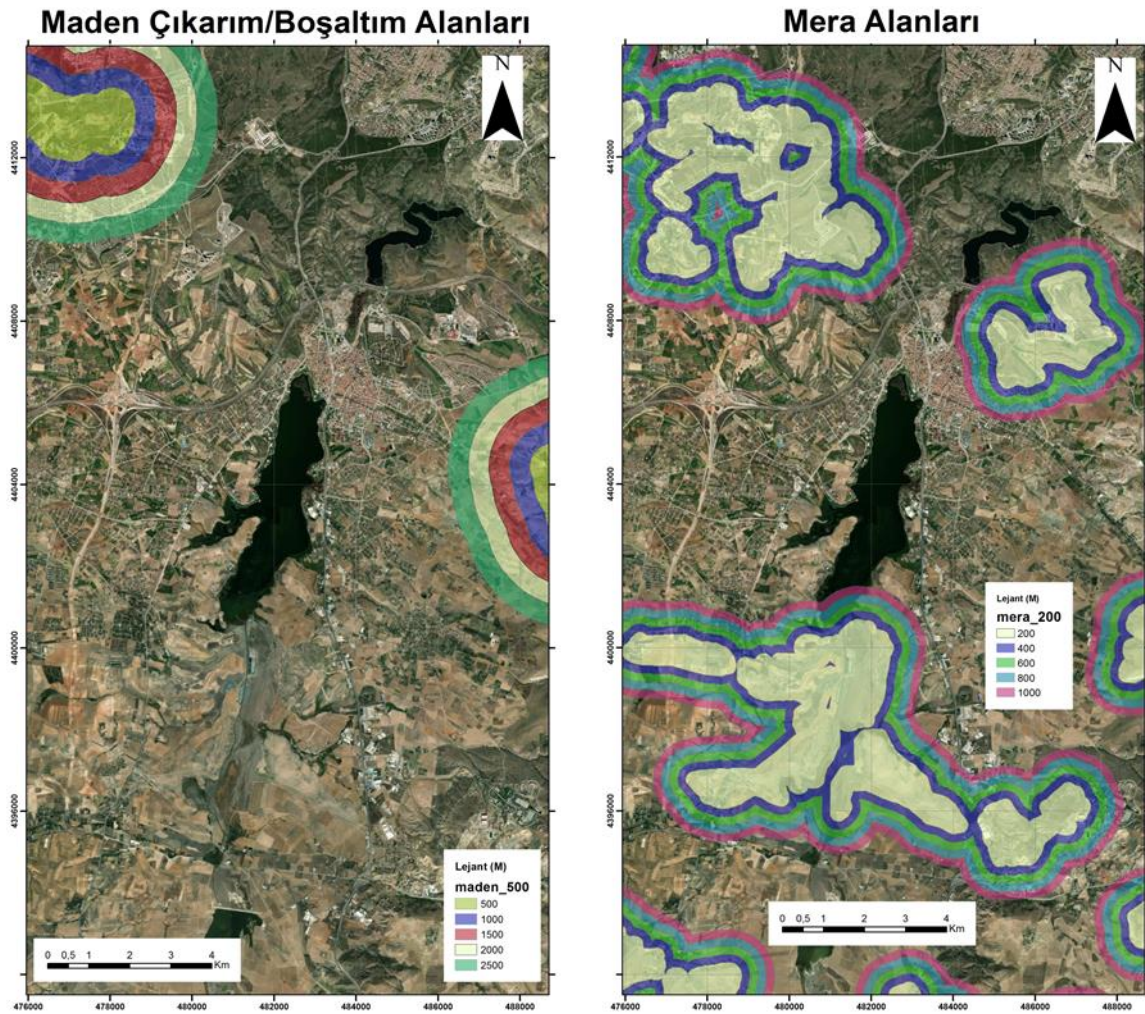 Maden Çıkarım/Boşaltım Alanları
N
4412000
4408000
4404000
4400000
4396000
Lejant (M)
maden_500
500
1000
1500
2000
2500
0 0,5 1 2 3 4
Km
476000 478000 480000 482000 484000 486000 488000
Mera Alanları
N
4412000
4408000
4404000
4400000
4396000
Lejant (M)
mera_200
200
400
600
800
1000
0 0,5 1 2 3 4
Km
476000 478000 480000 482000 484000 486000 488000